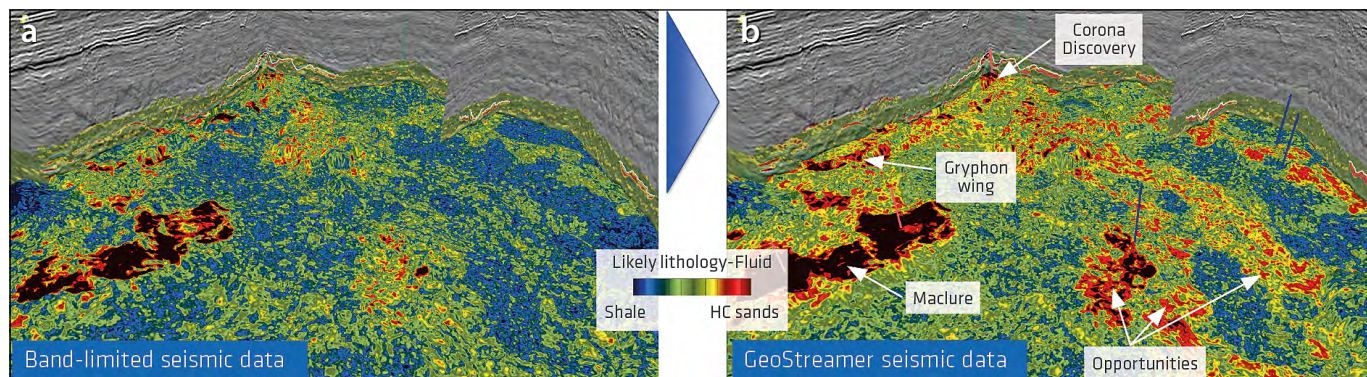 a
Band-limited seismic data
Likely lithology-Fluid
Shale
HC sands
b
Corona
Discovery
Gryphon
wing
Maclure
Opportunities
GeoStreamer seismic data